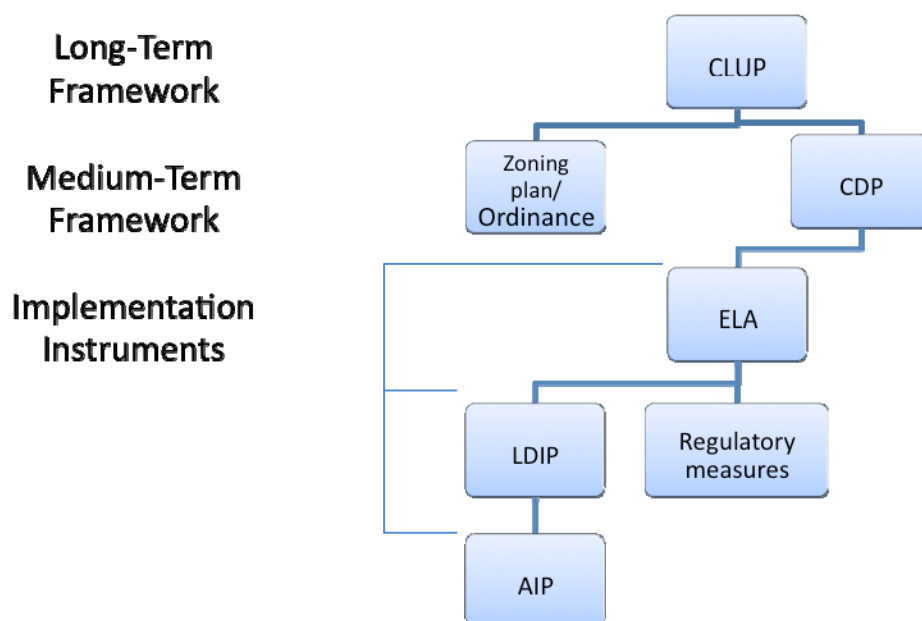 Long-Term
Framework
CLUP
Medium-Term
Framework
Zoning
plan/
Ordinance
CDP
Implementation
Instruments
ELA
LDIP
Regulatory
measures
AIP